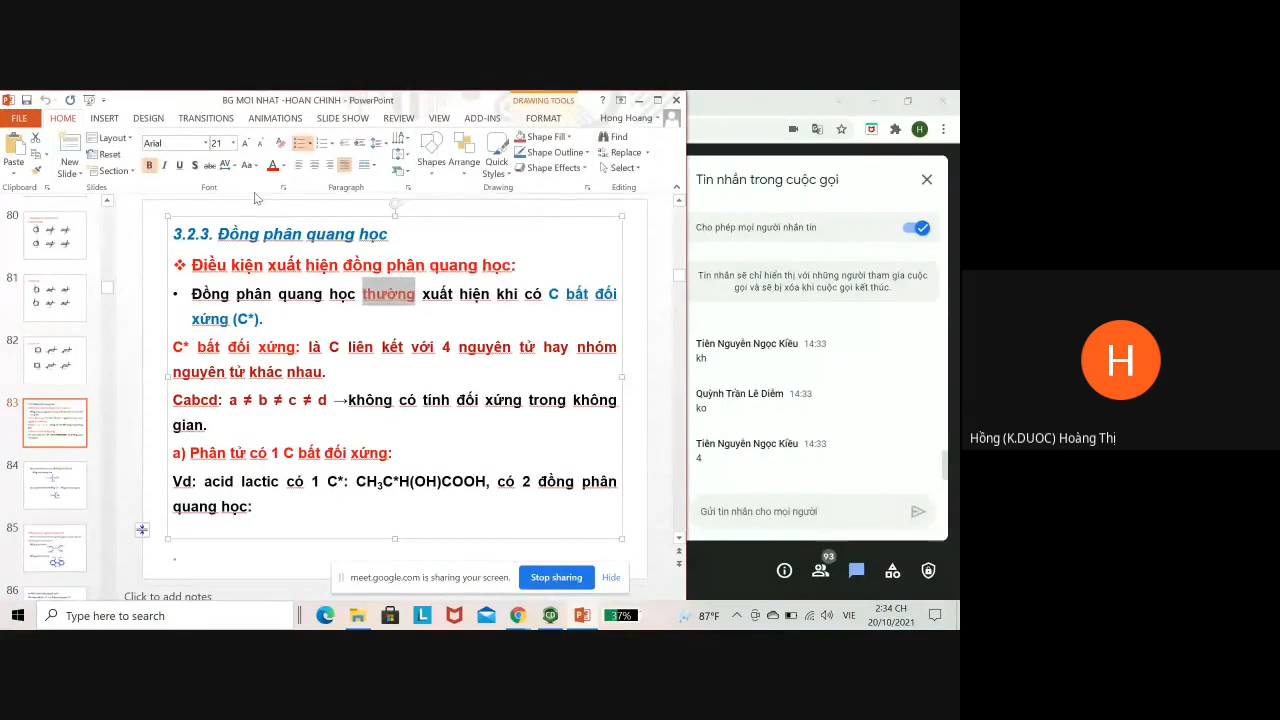 BG MOI NHAT -HOAN CHINH - PowerPoint
DRAWING TOOLS
FILE HOME INSERT DESIGN TRANSITIONS ANIMATIONS SLIDE SHOW REVIEW VIEW ADD-INS FORMAT Hong Hoang
Paste
New Slide
Layout
Reset
Section
Arial 21
B I U S abc AV Aa A
Shapes
Arrange
Quick Styles
Shape Fill
Shape Outline
Shape Effects
Find
Replace
Select
Clipboard Slides Font Paragraph Drawing Editing
80
81
82
83
84
85
86
3.2.3. Đồng phân quang học
❖ Điều kiện xuất hiện đồng phân quang học:
• Đồng phân quang học thường xuất hiện khi có C bất đối
xứng (C*).
C* bất đối xứng: là C liên kết với 4 nguyên tử hay nhóm
nguyên tử khác nhau.
Cabcd: a ≠ b ≠ c ≠ d →không có tính đối xứng trong không
gian.
a) Phân tử có 1 C bất đối xứng:
Vd: acid lactic có 1 C*: CH₃C*H(OH)COOH, có 2 đồng phân
quang học:
meet.google.com is sharing your screen. Stop sharing Hide
Click to add notes
Tin nhắn trong cuộc gọi
Cho phép mọi người nhắn tin
Tin nhắn sẽ chỉ hiển thị với những người tham gia cuộc
gọi và sẽ bị xóa khi cuộc gọi kết thúc.
Tiên Nguyễn Ngọc Kiều 14:33
kh
Quỳnh Trần Lê Diễm 14:33
ko
Tiên Nguyễn Ngọc Kiều 14:33
4
Gửi tin nhắn cho mọi người
93
H
H
Hồng (K.DUOC) Hoàng Thị
Type here to search
37%
87°F
VIE
2:34 CH
20/10/2021